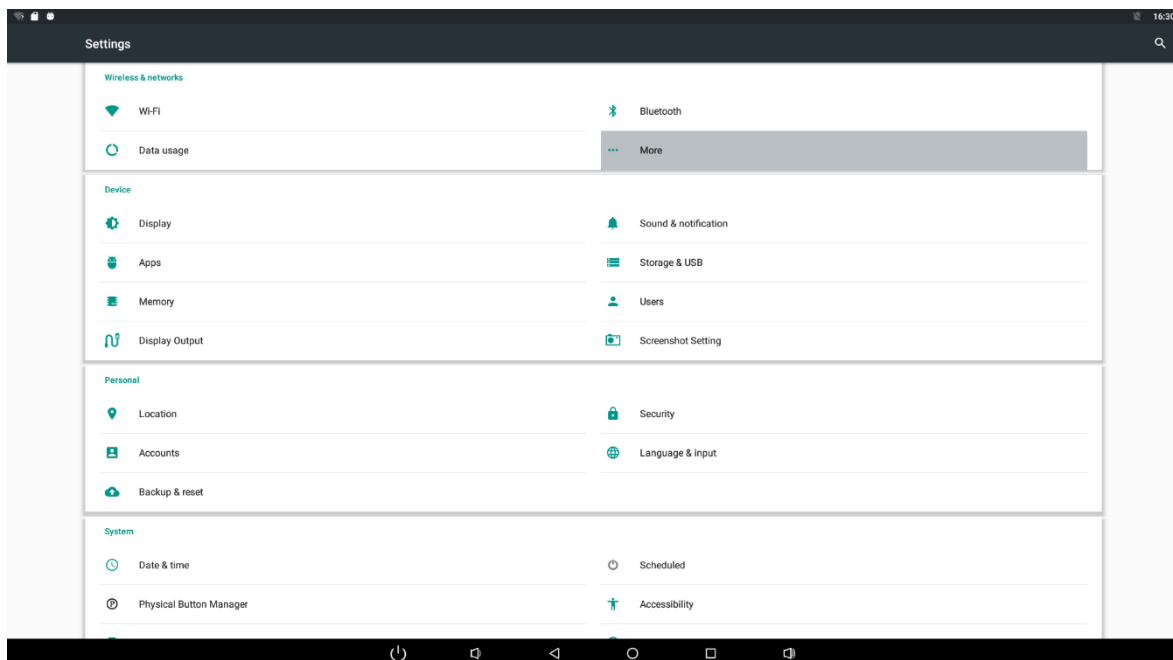 16:30
Settings
Wireless & networks
Wi-Fi
Bluetooth
Data usage
More
Device
Display
Sound & notification
Apps
Storage & USB
Memory
Users
Display Output
Screenshot Setting
Personal
Location
Security
Accounts
Language & input
Backup & reset
System
Date & time
Scheduled
Physical Button Manager
Accessibility